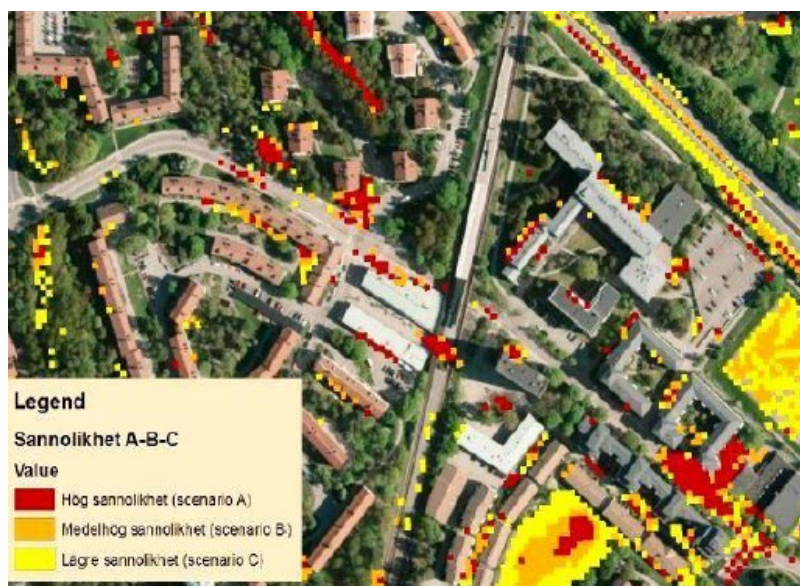 Legend
Sannolikhet A-B-C
Value
Hög sannolikhet (scenario A)
Medelhög sannolikhet (scenario B)
Lägre sannolikhet (scenario C)